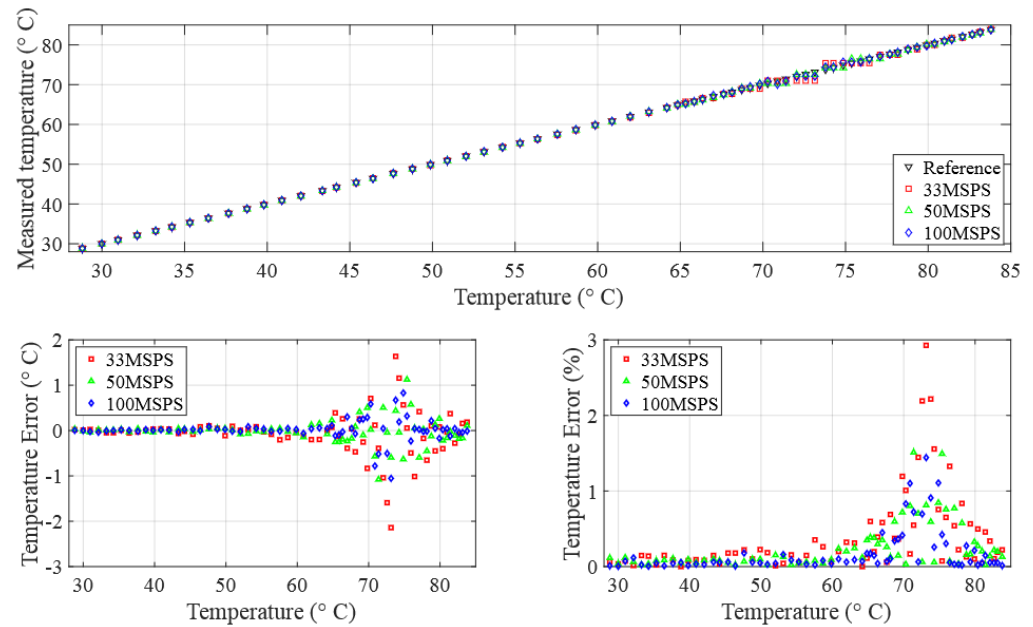 Measured temperature (° C)
80
70
60
50
40
30
Reference
33MSPS
50MSPS
100MSPS
30 35 40 45 50 55 60 65 70 75 80 85
Temperature (° C)
Temperature Error (° C)
2
1
0
-1
-2
-3
33MSPS
50MSPS
100MSPS
30 40 50 60 70 80
Temperature (° C)
Temperature Error (%)
3
2
1
0
33MSPS
50MSPS
100MSPS
30 40 50 60 70 80
Temperature (° C)